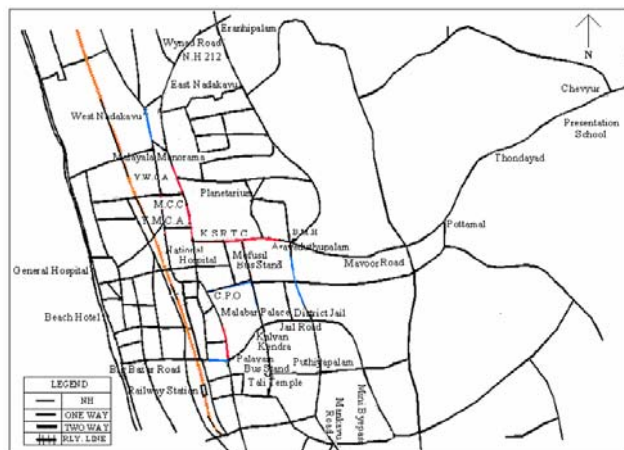 Eranhipalam
Wynad Road
N.H 212
N
East Nadakavu
Chevyur
West Nadakavu
Presentation
School
Malayala Manorama
Thondayad
Y.W.C.A
Planetarium
M.C.C
Y.M.C.A
Pottamal
K.S.R.T.C
B.M.H
Arayeduthupalam
National
Hospital
Mofusil
Bus Stand
General Hospital
Mavoor Road
C.P.O
Beach Hotel
Malabar Palace
District Jail
Jail Road
Kalyan
Kendra
Palayam
Bus Stand
Puthiyapalam
Big Bazar Road
Railway Station
Tali Temple
Mankavu
Road
Mini Byepass
LEGEND
NH
ONE WAY
TWO WAY
RLY. LINE